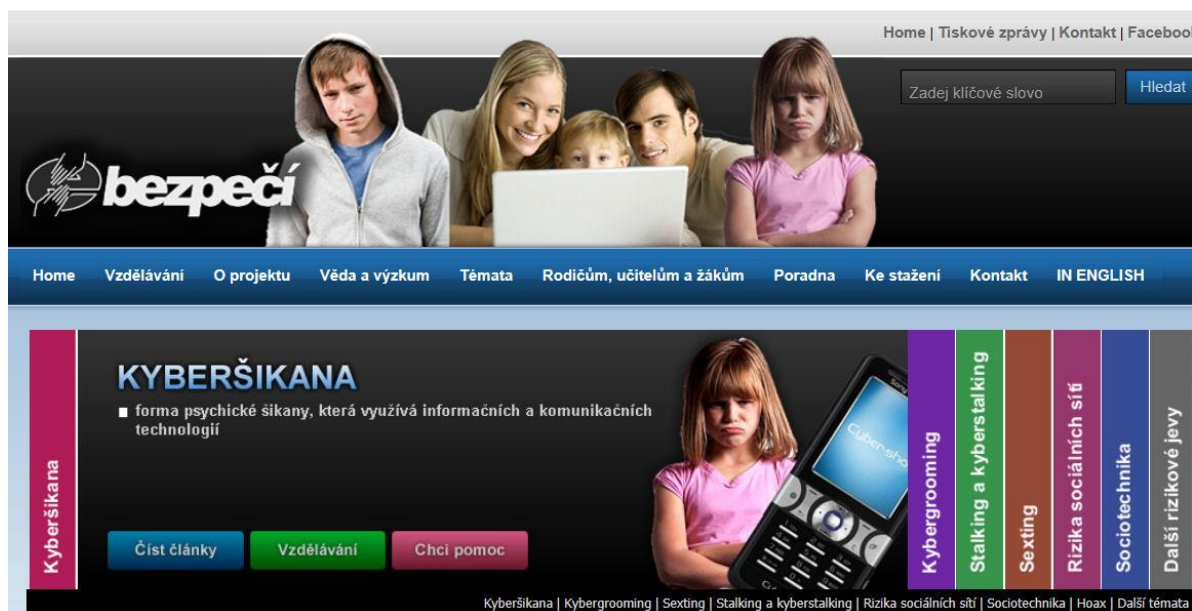 Home | Tiskové zprávy | Kontakt | Facebook
Zadej klíčové slovo
Hledat
bezpečí
Home Vzdělávání O projektu Věda a výzkum Témata Rodičům, učitelům a žákům Poradna Ke stažení Kontakt IN ENGLISH
Kyberšikana
KYBERŠIKANA
forma psychické šikany, která využívá informačních a komunikačních
technologií
Číst články
Vzdělávání
Chci pomoc
Cyber-sho
Kybergrooming
Stalking a kyberstalking
Sexting
Rizika sociálních sítí
Sociotechnika
Další rizikové jevy
Kyberšikana | Kybergrooming | Sexting | Stalking a kyberstalking | Rizika sociálních sítí | Sociotechnika | Hoax | Další témata